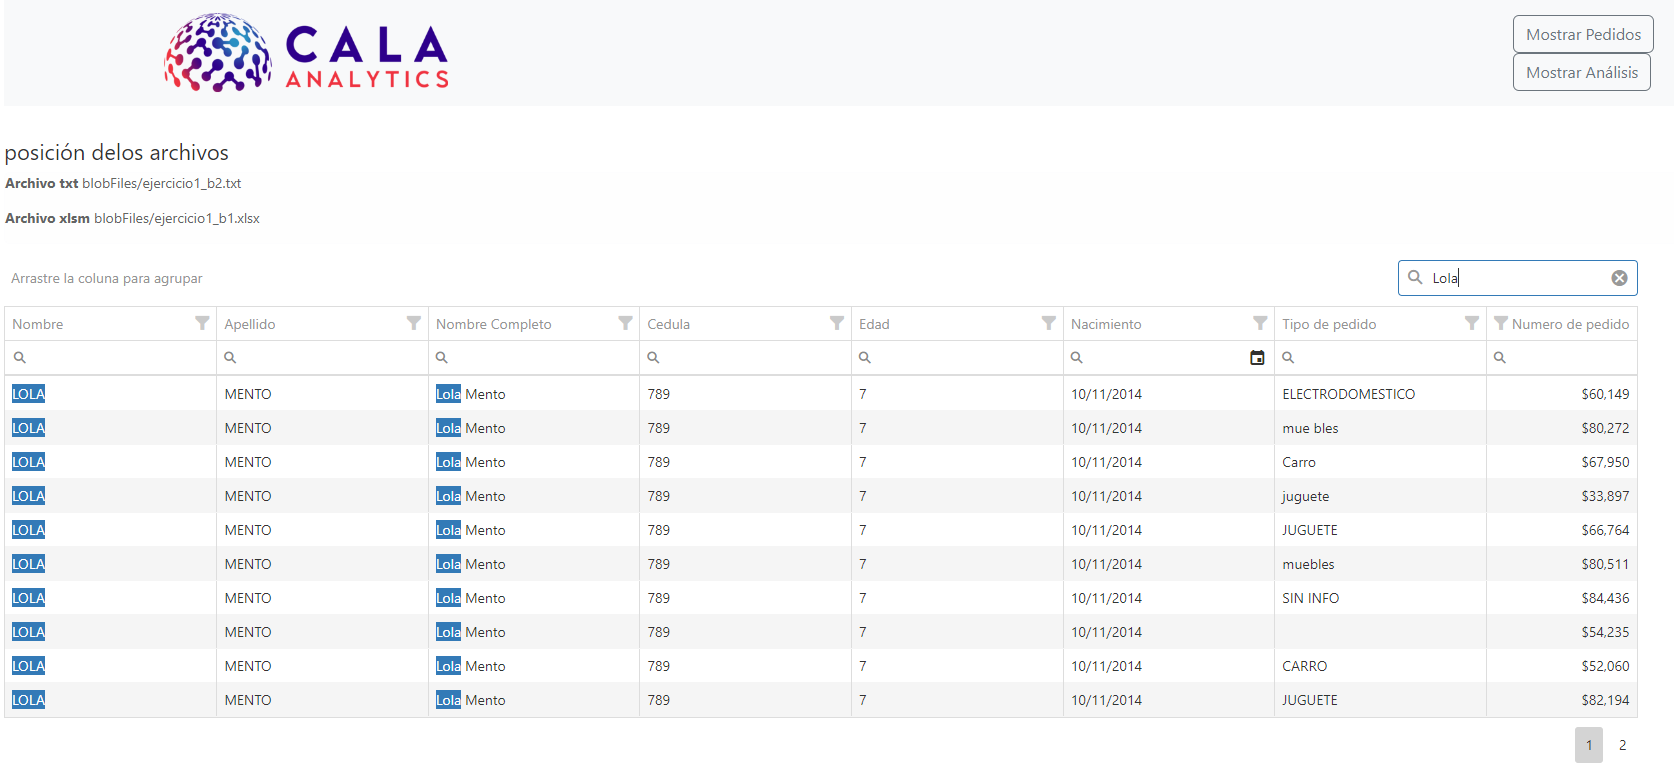 CALA
ANALYTICS
Mostrar Pedidos
Mostrar Análisis
posición delos archivos
Archivo txt blobFiles/ejercicio1_b2.txt
Archivo xlsm blobFiles/ejercicio1_b1.xlsx
Arrastre la coluna para agrupar
Lola
Nombre Apellido Nombre Completo Cedula Edad Nacimiento Tipo de pedido Numero de pedido
LOLA MENTO Lola Mento 789 7 10/11/2014 ELECTRODOMESTICO $60,149
LOLA MENTO Lola Mento 789 7 10/11/2014 mue bles $80,272
LOLA MENTO Lola Mento 789 7 10/11/2014 Carro $67,950
LOLA MENTO Lola Mento 789 7 10/11/2014 juguete $33,897
LOLA MENTO Lola Mento 789 7 10/11/2014 JUGUETE $66,764
LOLA MENTO Lola Mento 789 7 10/11/2014 muebles $80,511
LOLA MENTO Lola Mento 789 7 10/11/2014 SIN INFO $84,436
LOLA MENTO Lola Mento 789 7 10/11/2014 $54,235
LOLA MENTO Lola Mento 789 7 10/11/2014 CARRO $52,060
LOLA MENTO Lola Mento 789 7 10/11/2014 JUGUETE $82,194
1 2